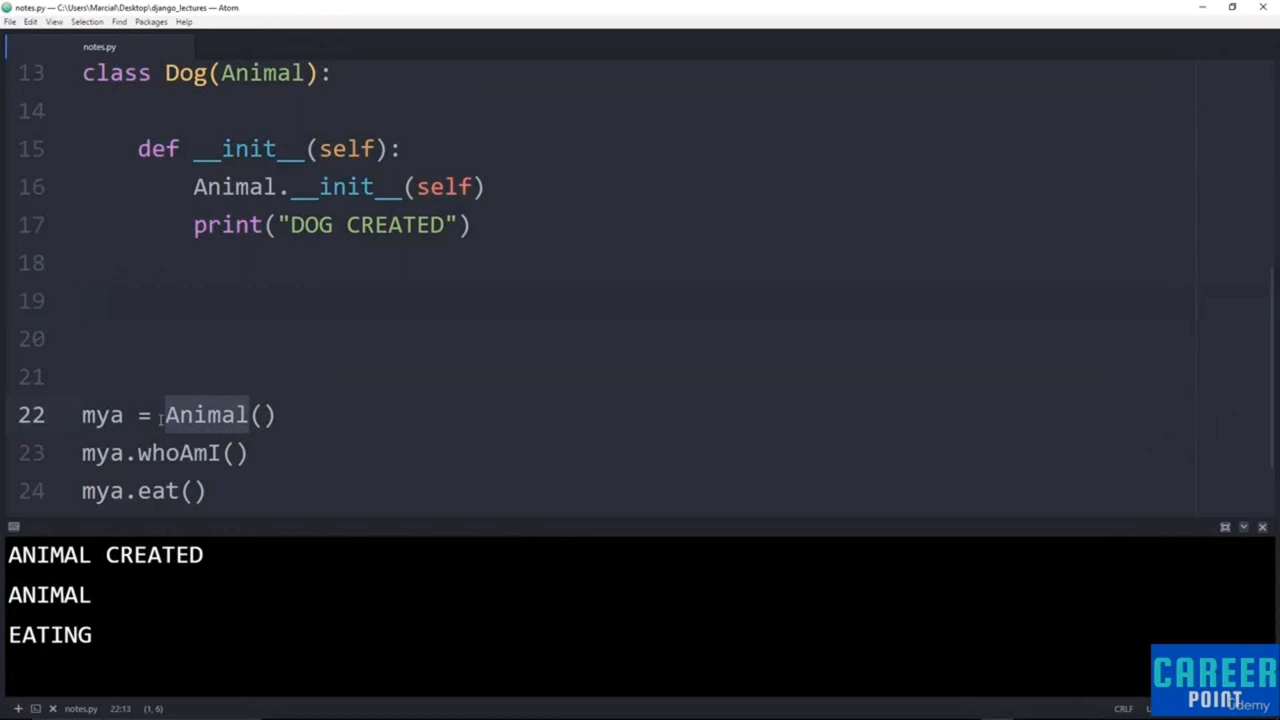 notes.py — C:\Users\Marcial\Desktop\django_lectures — Atom
File Edit View Selection Find Packages Help
notes.py
13 class Dog(Animal):
14
15 def __init__(self):
16 Animal.__init__(self)
17 print("DOG CREATED")
18
19
20
21
22 mya = Animal()
23 mya.whoAmI()
24 mya.eat()
ANIMAL CREATED
ANIMAL
EATING
CAREER
POINT
Udemy
notes.py 22:13 (1, 6) CRLF